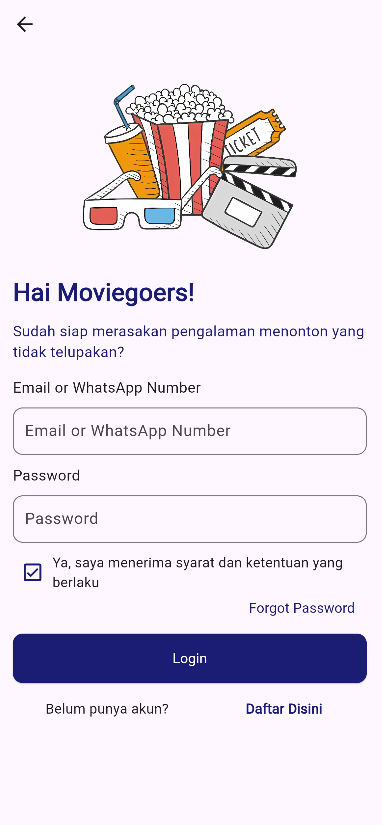 TICKET
Hai Moviegoers!
Sudah siap merasakan pengalaman menonton yang
tidak telupakan?
Email or WhatsApp Number
Email or WhatsApp Number
Password
Password
Ya, saya menerima syarat dan ketentuan yang
berlaku
Forgot Password
Login
Belum punya akun? Daftar Disini